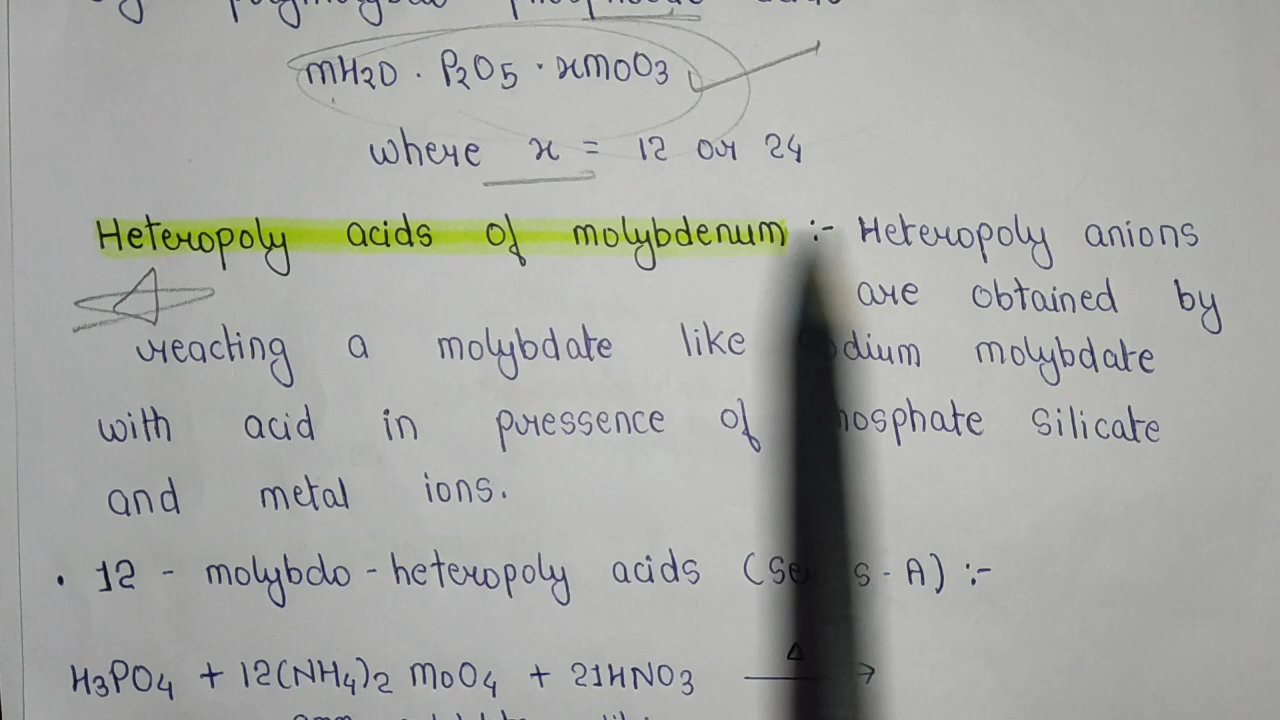 mH2O · P2O5 · xMoO3
where x = 12 or 24
Heteropoly acids of molybdenum :- Heteropoly anions
are obtained by
reacting a molybdate like molybdate
with acid in pressence of silicate
and metal ions.
· 12 - molybdo - heteropoly acids - A) :-
H3PO4 + 12(NH4)2 MoO4 + 21HNO3 Δ →